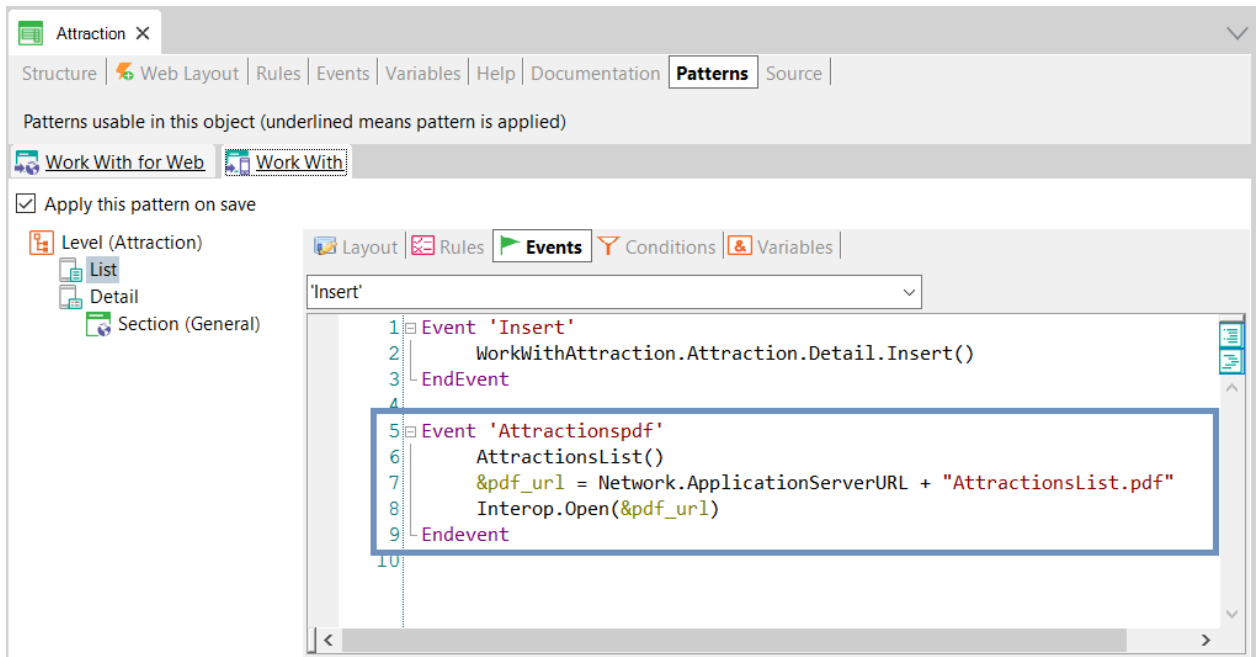 Attraction
Structure Web Layout Rules Events Variables Help Documentation Patterns Source
Patterns usable in this object (underlined means pattern is applied)
Work With for Web Work With
Apply this pattern on save
Level (Attraction)
List
Detail
Section (General)
Layout Rules Events Conditions & Variables
'Insert'
1 Event 'Insert'
2 WorkWithAttraction.Attraction.Detail.Insert()
3 EndEvent
4
5 Event 'Attractionspdf'
6 AttractionsList()
7 &pdf_url = Network.ApplicationServerURL + "AttractionsList.pdf"
8 Interop.Open(&pdf_url)
9 Endevent
10